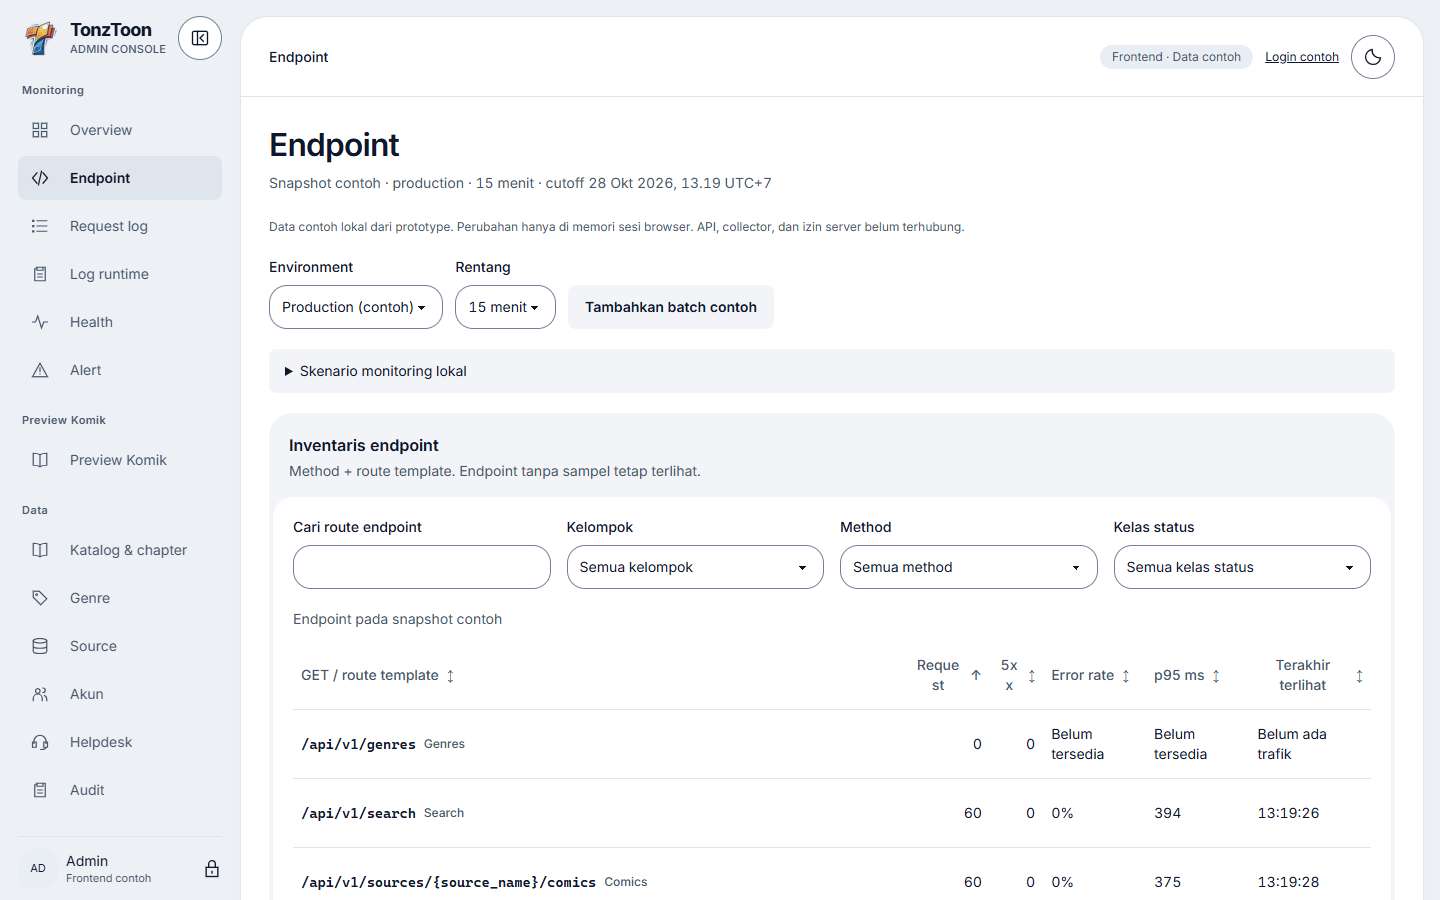 TonzToon
ADMIN CONSOLE
Monitoring
Overview
Endpoint
Request log
Log runtime
Health
Alert
Preview Komik
Preview Komik
Data
Katalog & chapter
Genre
Source
Akun
Helpdesk
Audit
AD
Admin
Frontend contoh
Endpoint
Frontend · Data contoh
Login contoh
Endpoint
Snapshot contoh · production · 15 menit · cutoff 28 Okt 2026, 13.19 UTC+7
Data contoh lokal dari prototype. Perubahan hanya di memori sesi browser. API, collector, dan izin server belum terhubung.
Environment
Rentang
Production (contoh)
15 menit
Tambahkan batch contoh
Skenario monitoring lokal
Inventaris endpoint
Method + route template. Endpoint tanpa sampel tetap terlihat.
Cari route endpoint
Kelompok
Method
Kelas status
Semua kelompok
Semua method
Semua kelas status
Endpoint pada snapshot contoh
GET / route template
Reque
st
5x
x
Error rate
p95 ms
Terakhir
terlihat
/api/v1/genres Genres
0
0
Belum
tersedia
Belum
tersedia
Belum ada
trafik
/api/v1/search Search
60
0
0%
394
13:19:26
/api/v1/sources/{source_name}/comics Comics
60
0
0%
375
13:19:28